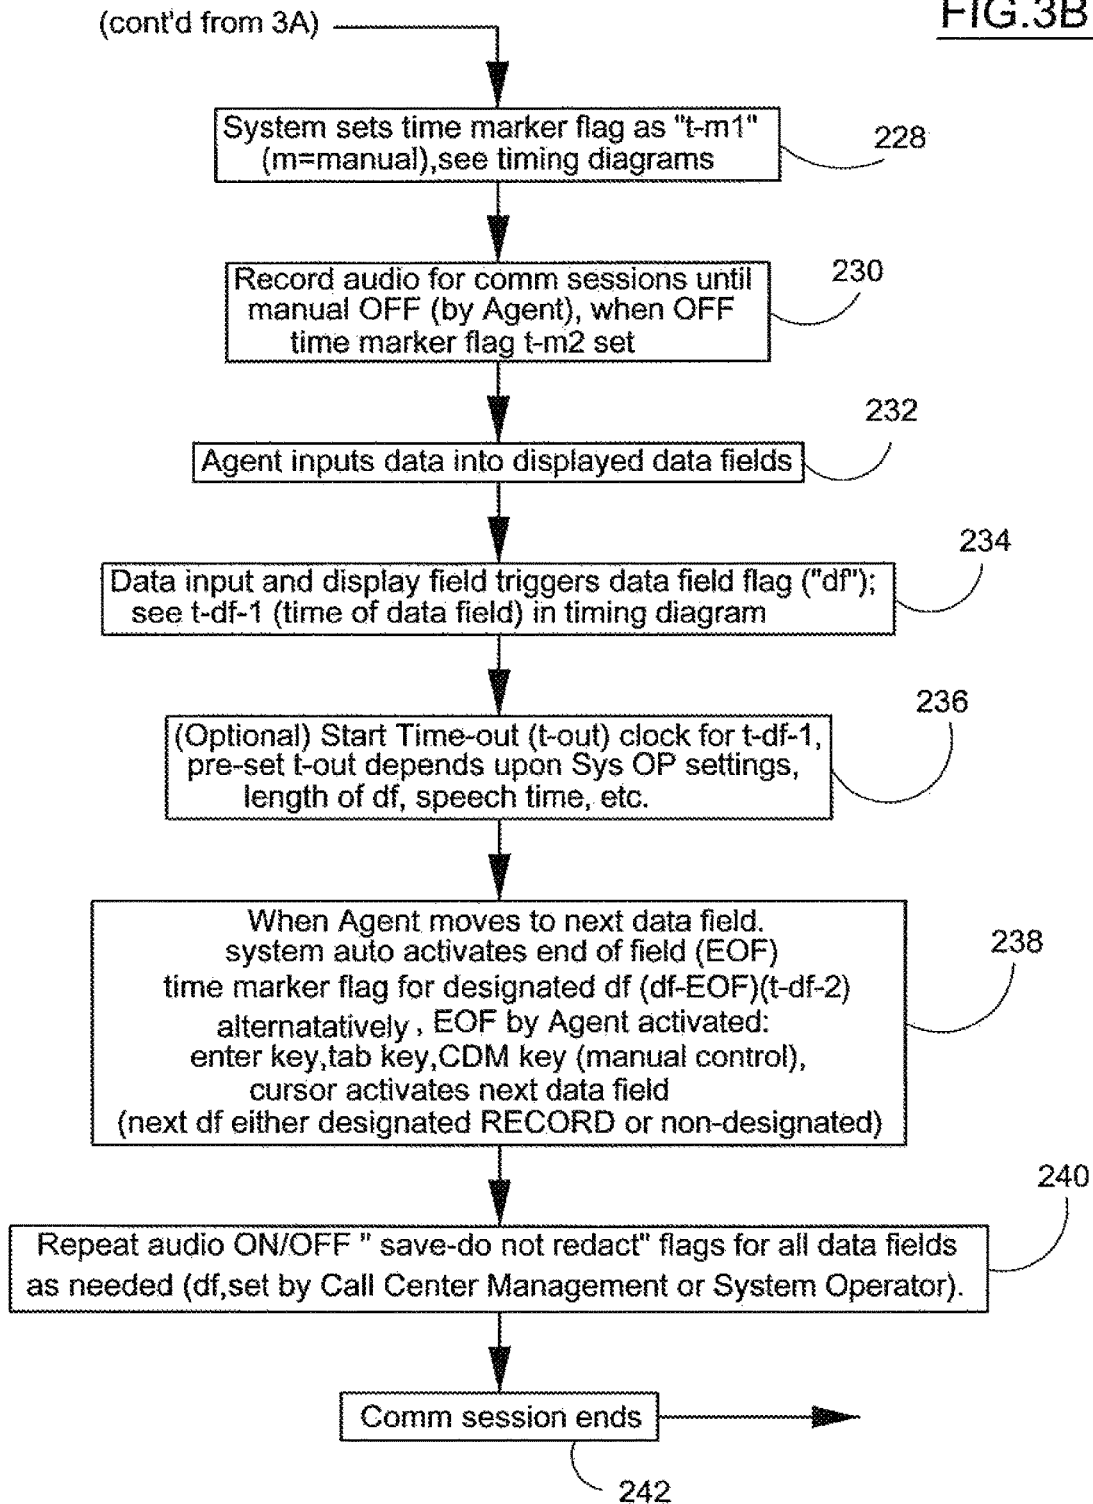 (cont'd from 3A)
FIG.3B
System sets time marker flag as "t-m1"
(m=manual),see timing diagrams
228
Record audio for comm sessions until
manual OFF (by Agent), when OFF
time marker flag t-m2 set
230
Agent inputs data into displayed data fields
232
Data input and display field triggers data field flag ("df");
see t-df-1 (time of data field) in timing diagram
234
(Optional) Start Time-out (t-out) clock for t-df-1,
pre-set t-out depends upon Sys OP settings,
length of df, speech time, etc.
236
When Agent moves to next data field.
system auto activates end of field (EOF)
time marker flag for designated df (df-EOF)(t-df-2)
alternatatively, EOF by Agent activated:
enter key,tab key,CDM key (manual control),
cursor activates next data field
(next df either designated RECORD or non-designated)
238
Repeat audio ON/OFF " save-do not redact" flags for all data fields
as needed (df,set by Call Center Management or System Operator).
240
Comm session ends
242